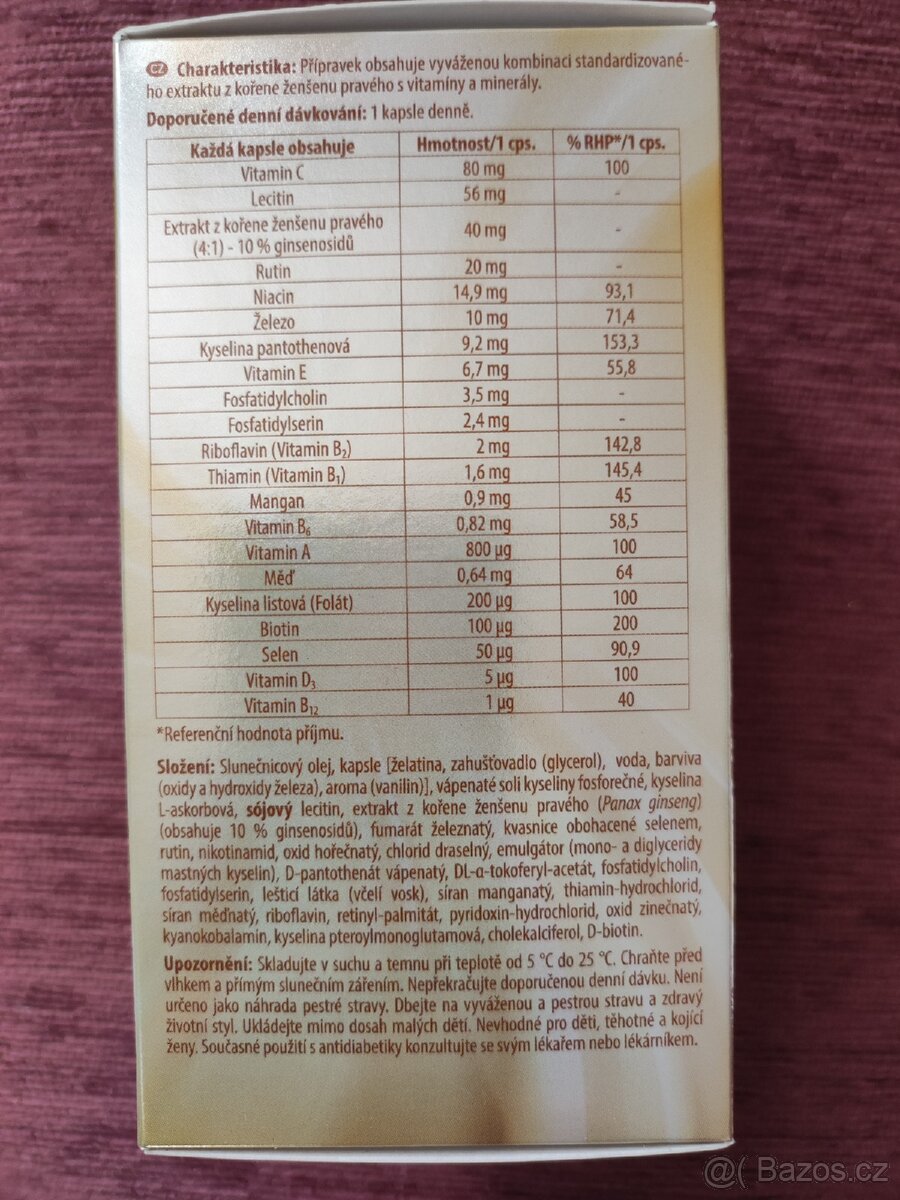 CZ Charakteristika: Přípravek obsahuje vyváženou kombinaci standardizované-
ho extraktu z kořene ženšenu pravého s vitamíny a minerály.
Doporučené denní dávkování: 1 kapsle denně.
Každá kapsle obsahuje Hmotnost/1 cps. % RHP*/1 cps.
Vitamin C 80 mg 100
Lecitin 56 mg -
Extrakt z kořene ženšenu pravého
(4:1) - 10 % ginsenosidů 40 mg -
Rutin 20 mg -
Niacin 14,9 mg 93,1
Železo 10 mg 71,4
Kyselina pantothenová 9,2 mg 153,3
Vitamin E 6,7 mg 55,8
Fosfatidylcholin 3,5 mg -
Fosfatidylserin 2,4 mg -
Riboflavin (Vitamin B₂) 2 mg 142,8
Thiamin (Vitamin B₁) 1,6 mg 145,4
Mangan 0,9 mg 45
Vitamin B₆ 0,82 mg 58,5
Vitamin A 800 µg 100
Měď 0,64 mg 64
Kyselina listová (Folát) 200 µg 100
Biotin 100 µg 200
Selen 50 µg 90,9
Vitamin D₃ 5 µg 100
Vitamin B₁₂ 1 µg 40
*Referenční hodnota příjmu.
Složení: Slunečnicový olej, kapsle [želatina, zahušťovadlo (glycerol), voda, barviva
(oxidy a hydroxidy železa), aroma (vanilin)], vápenaté soli kyseliny fosforečné, kyselina
L-askorbová, sójový lecitin, extrakt z kořene ženšenu pravého (Panax ginseng)
(obsahuje 10 % ginsenosidů), fumarát železnatý, kvasnice obohacené selenem,
rutin, nikotinamid, oxid hořečnatý, chlorid draselný, emulgátor (mono- a diglyceridy
mastných kyselin), D-pantothenát vápenatý, DL-α-tokoferyl-acetát, fosfatidylcholin,
fosfatidylserin, lešticí látka (včelí vosk), síran manganatý, thiamin-hydrochlorid,
síran měďnatý, riboflavin, retinyl-palmitát, pyridoxin-hydrochlorid, oxid zinečnatý,
kyanokobalamin, kyselina pteroylmonoglutamová, cholekalciferol, D-biotin.
Upozornění: Skladujte v suchu a temnu při teplotě od 5 °C do 25 °C. Chraňte před
vlhkem a přímým slunečním zářením. Nepřekračujte doporučenou denní dávku. Není
určeno jako náhrada pestré stravy. Dbejte na vyváženou a pestrou stravu a zdravý
životní styl. Ukládejte mimo dosah malých dětí. Nevhodné pro děti, těhotné a kojící
ženy. Současné použití s antidiabetiky konzultujte se svým lékařem nebo lékárníkem.
@( Bazos.cz